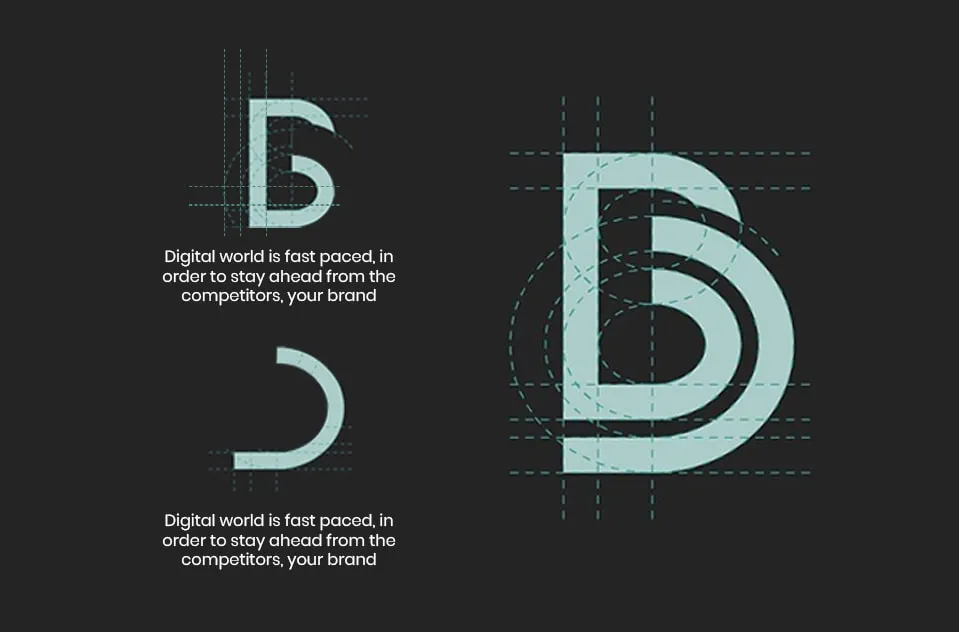 Digital world is fast paced, in
order to stay ahead from the
competitors, your brand
Digital world is fast paced, in
order to stay ahead from the
competitors, your brand